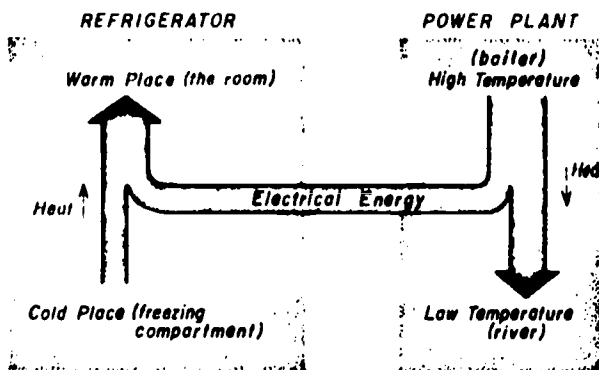 REFRIGERATOR
POWER PLANT
Warm Place (the room)
(boiler)
High Temperature
Heat
Electrical Energy
Heat
Cold Place (freezing
compartment)
Low Temperature
(river)